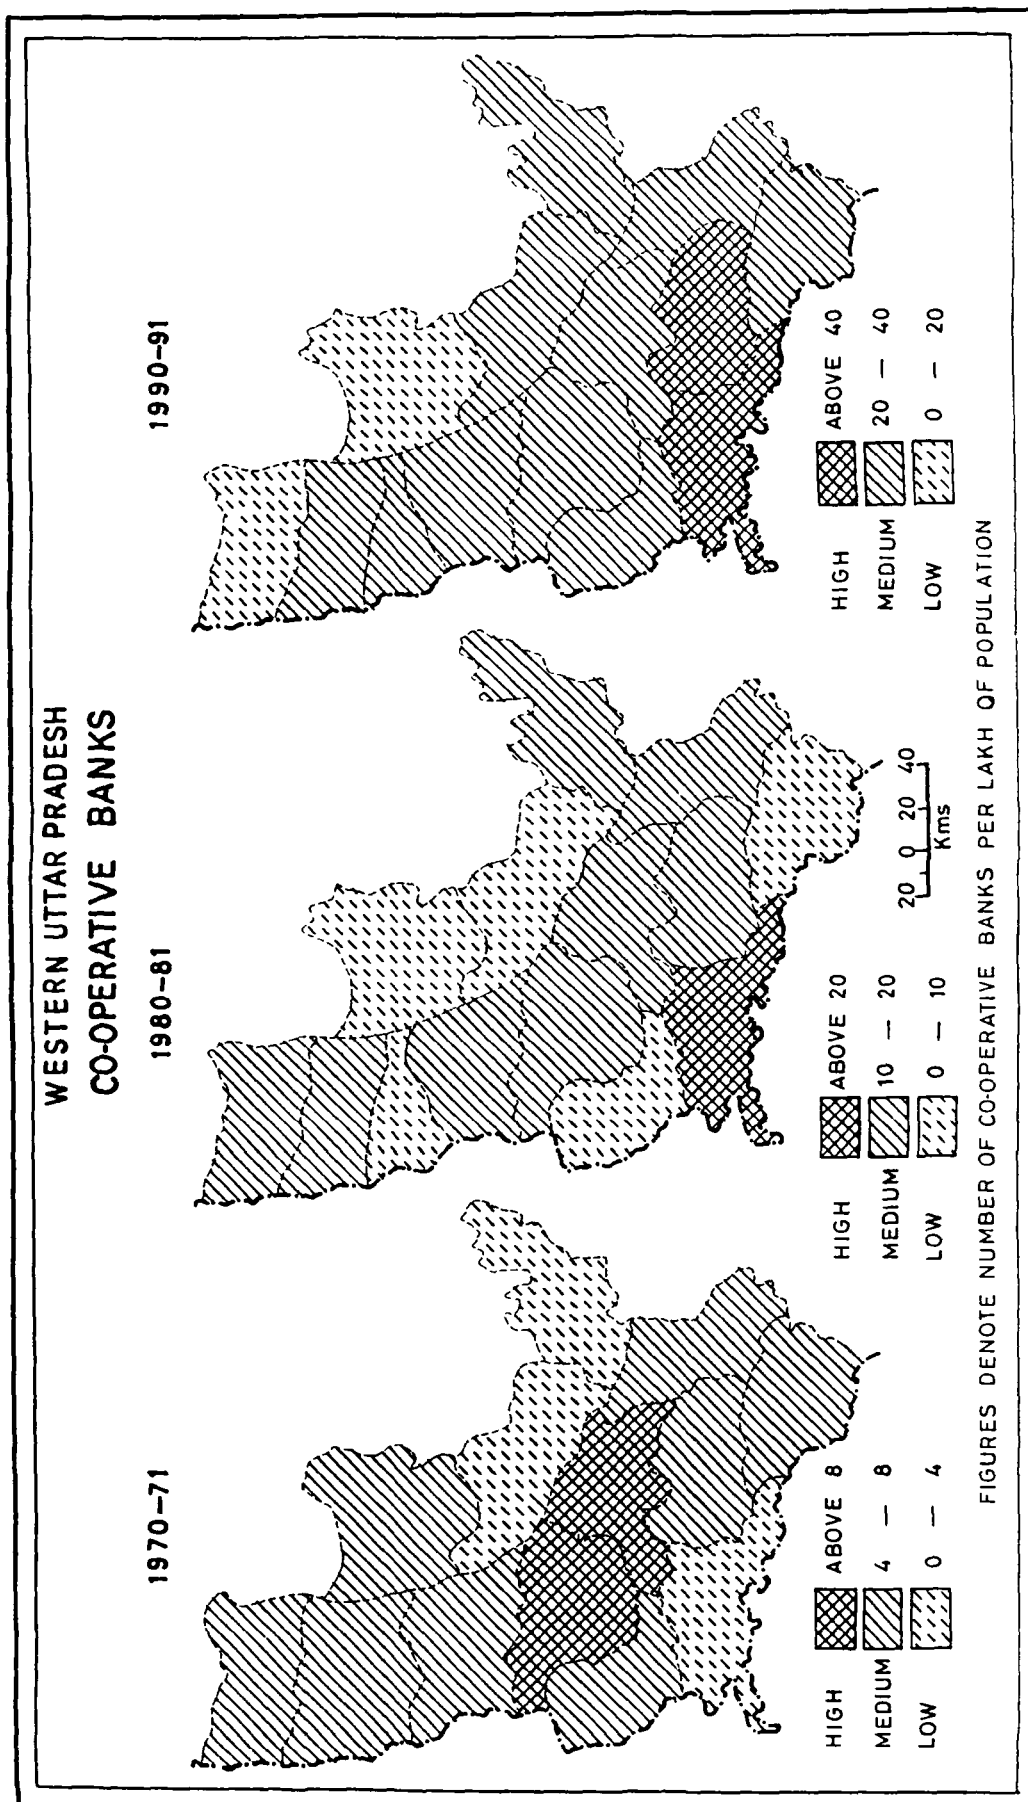 WESTERN UTTAR PRADESH
CO-OPERATIVE BANKS
1970-71
1980-81
1990-91
HIGH ABOVE 8
MEDIUM 4 - 8
LOW 0 - 4
HIGH ABOVE 20
MEDIUM 10 - 20
LOW 0 - 10
20 0 20 40
Kms
HIGH ABOVE 40
MEDIUM 20 - 40
LOW 0 - 20
FIGURES DENOTE NUMBER OF CO-OPERATIVE BANKS PER LAKH OF POPULATION